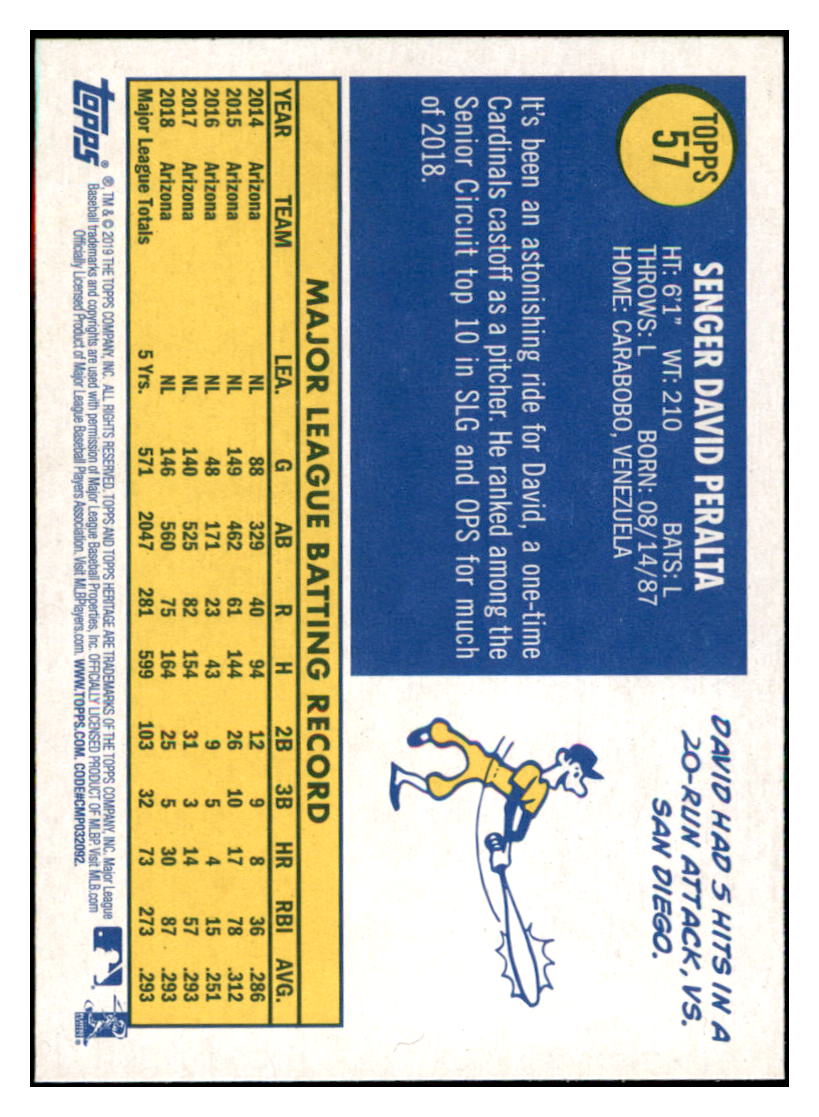 TOPPS
57
SENGER DAVID PERALTA
HT: 6'1" WT: 210 BATS: L
THROWS: L BORN: 08/14/87
HOME: CARABOBO, VENEZUELA
It's been an astonishing ride for David, a one-time
Cardinals castoff as a pitcher. He ranked among the
Senior Circuit top 10 in SLG and OPS for much
of 2018.
DAVID HAD 5 HITS IN A
20-RUN ATTACK, VS.
SAN DIEGO.
MAJOR LEAGUE BATTING RECORD
YEAR TEAM LEA. G AB R H 2B 3B HR RBI AVG.
2014 Arizona NL 88 329 40 94 12 9 8 36 .286
2015 Arizona NL 149 462 61 144 26 10 17 78 .312
2016 Arizona NL 48 171 23 43 9 5 4 15 .251
2017 Arizona NL 140 525 82 154 31 3 14 57 .293
2018 Arizona NL 146 560 75 164 25 5 30 87 .293
Major League Totals 5 Yrs. 571 2047 281 599 103 32 73 273 .293
topps®
®, TM & © 2019 THE TOPPS COMPANY, INC. ALL RIGHTS RESERVED. TOPPS AND TOPPS HERITAGE ARE TRADEMARKS OF THE TOPPS COMPANY, INC. Major League
Baseball trademarks and copyrights are used with permission of Major League Baseball Properties, Inc. OFFICIALLY LICENSED PRODUCT OF MLBP. Visit MLB.com
Officially Licensed Product of Major League Baseball Players Association. Visit MLBPlayers.com. WWW.TOPPS.COM. CODE#CMP032092.